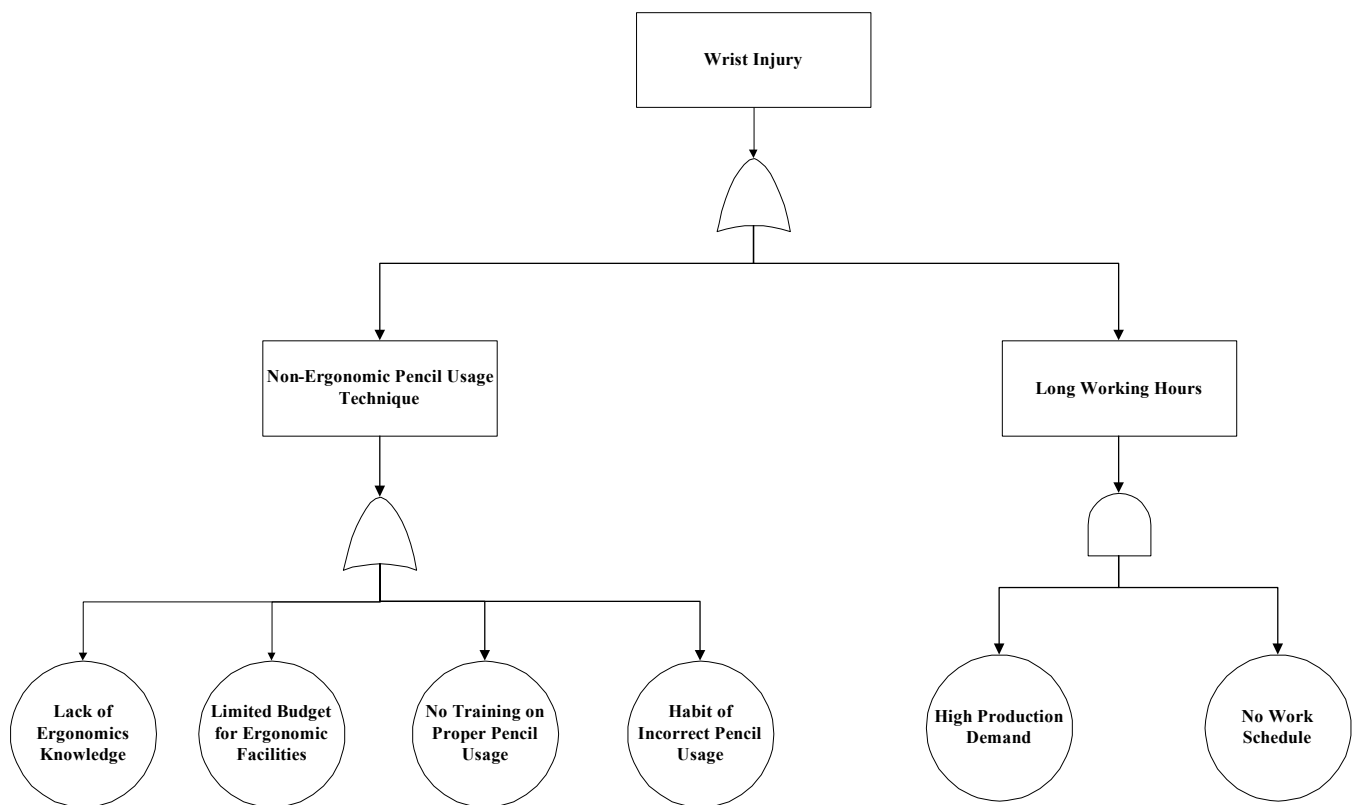 Wrist Injury
Non-Ergonomic Pencil Usage
Technique
Long Working Hours
Lack of
Ergonomics
Knowledge
Limited Budget
for Ergonomic
Facilities
No Training on
Proper Pencil
Usage
Habit of
Incorrect Pencil
Usage
High Production
Demand
No Work
Schedule